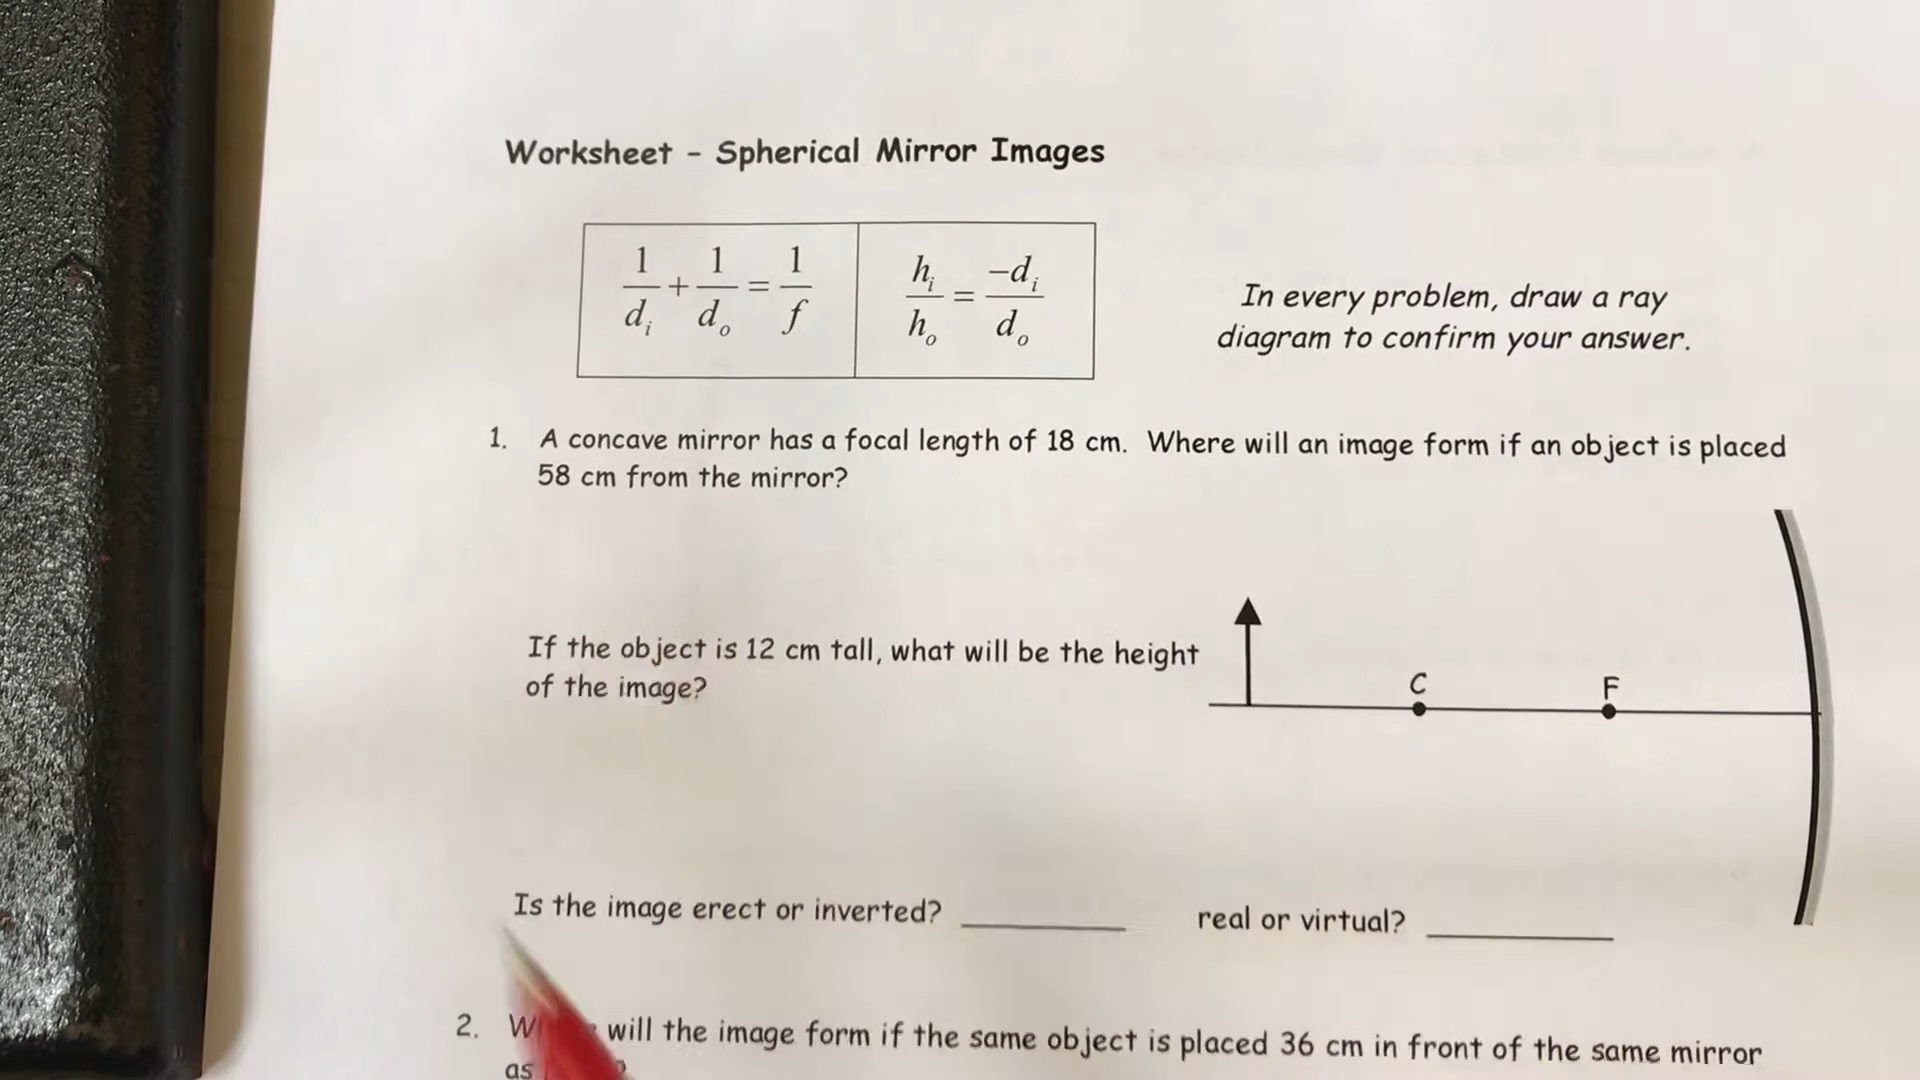 Worksheet - Spherical Mirror Images
1/dᵢ + 1/dₒ = 1/f
hᵢ/hₒ = -dᵢ/dₒ
In every problem, draw a ray
diagram to confirm your answer.
1. A concave mirror has a focal length of 18 cm. Where will an image form if an object is placed
58 cm from the mirror?
If the object is 12 cm tall, what will be the height
of the image?
C F
Is the image erect or inverted? __________ real or virtual? __________
2. will the image form if the same object is placed 36 cm in front of the same mirror
as